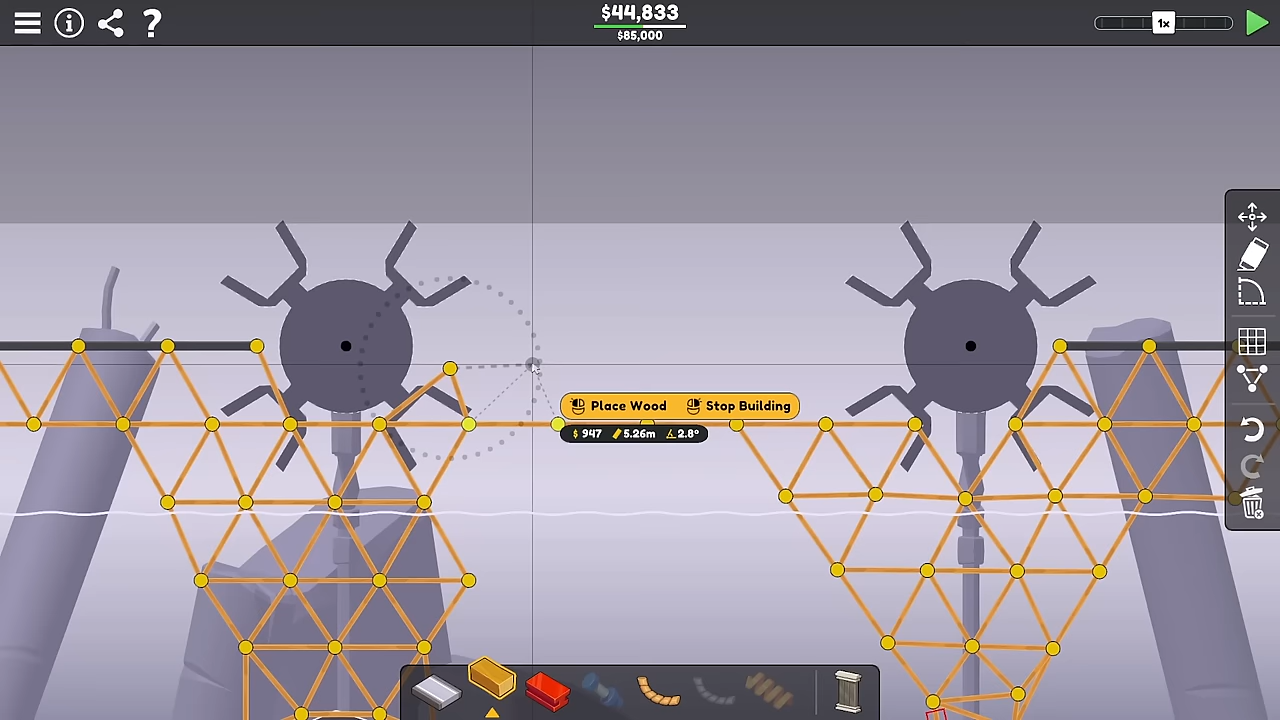 $44,833
$85,000
1x
Place Wood Stop Building
$ 947 5.26m 2.8°